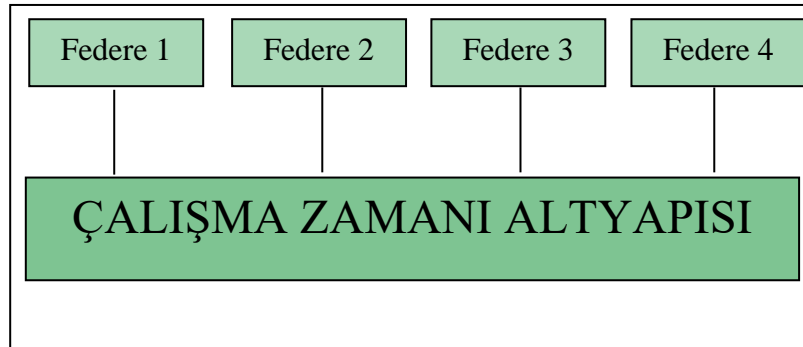 Federe 1
Federe 2
Federe 3
Federe 4
ÇALIŞMA ZAMANI ALTYAPISI